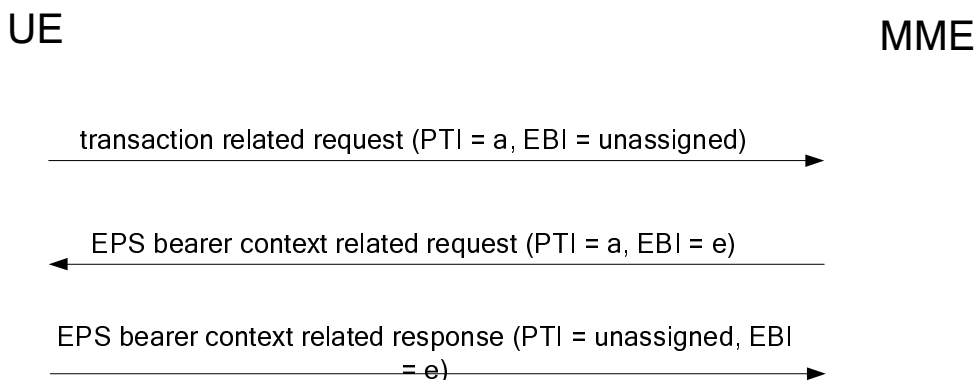 UE
MME
transaction related request (PTI = a, EBI = unassigned)
EPS bearer context related request (PTI = a, EBI = e)
EPS bearer context related response (PTI = unassigned, EBI
= e)